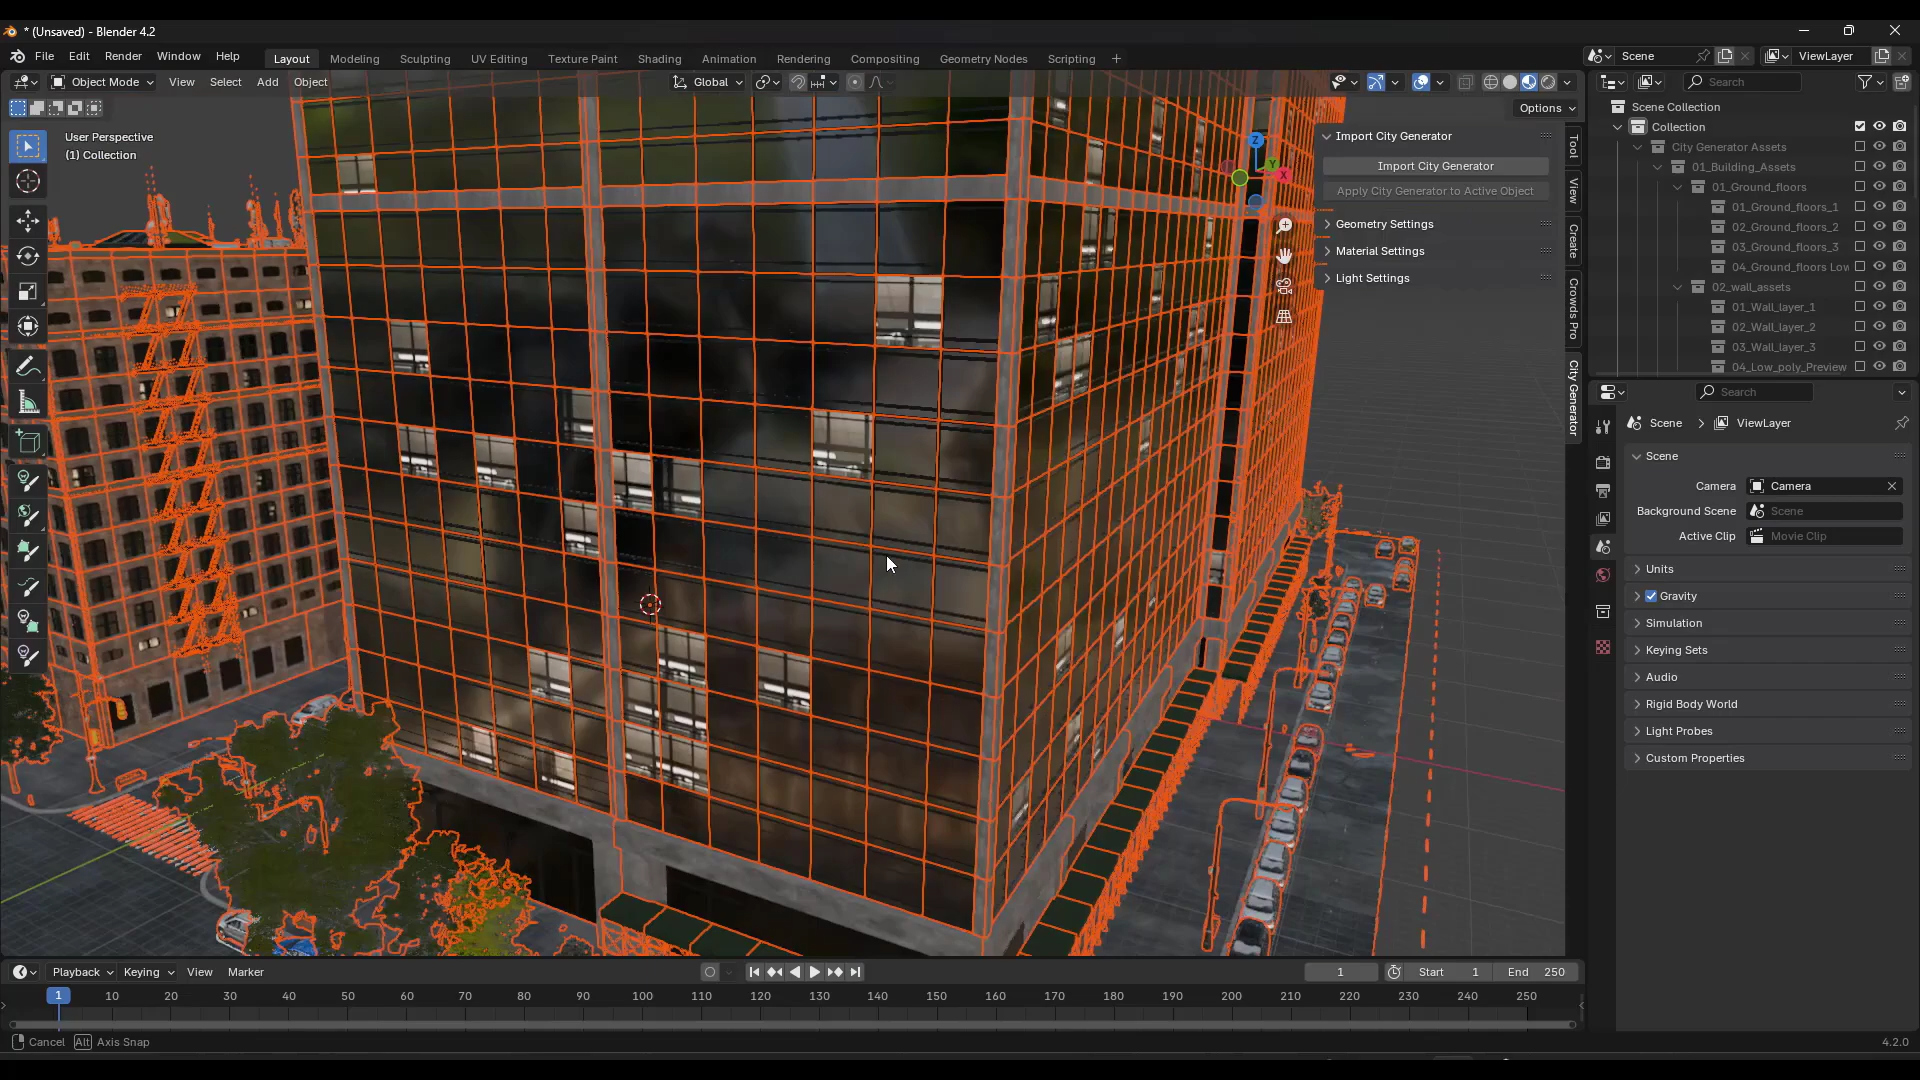 * (Unsaved) - Blender 4.2
File Edit Render Window Help
Layout Modeling Sculpting UV Editing Texture Paint Shading Animation Rendering Compositing Geometry Nodes Scripting +
Scene
ViewLayer
Object Mode View Select Add Object
Global
Search
Options
User Perspective
(1) Collection
Z
Y
X
Import City Generator
Import City Generator
Apply City Generator to Active Object
Geometry Settings
Material Settings
Light Settings
Tool
View
Create
Crowds Pro
City Generator
Scene Collection
Collection
City Generator Assets
01_Building_Assets
01_Ground_floors
01_Ground_floors_1
02_Ground_floors_2
03_Ground_floors_3
04_Ground_floors Low
02_wall_assets
01_Wall_layer_1
02_Wall_layer_2
03_Wall_layer_3
04_Low_poly_Preview
Search
Scene > ViewLayer
Scene
Camera Camera
Background Scene Scene
Active Clip Movie Clip
Units
Gravity
Simulation
Keying Sets
Audio
Rigid Body World
Light Probes
Custom Properties
Playback Keying View Marker
1 Start 1 End 250
1 10 20 30 40 50 60 70 80 90 100 110 120 130 140 150 160 170 180 190 200 210 220 230 240 250
Cancel Alt Axis Snap
4.2.0